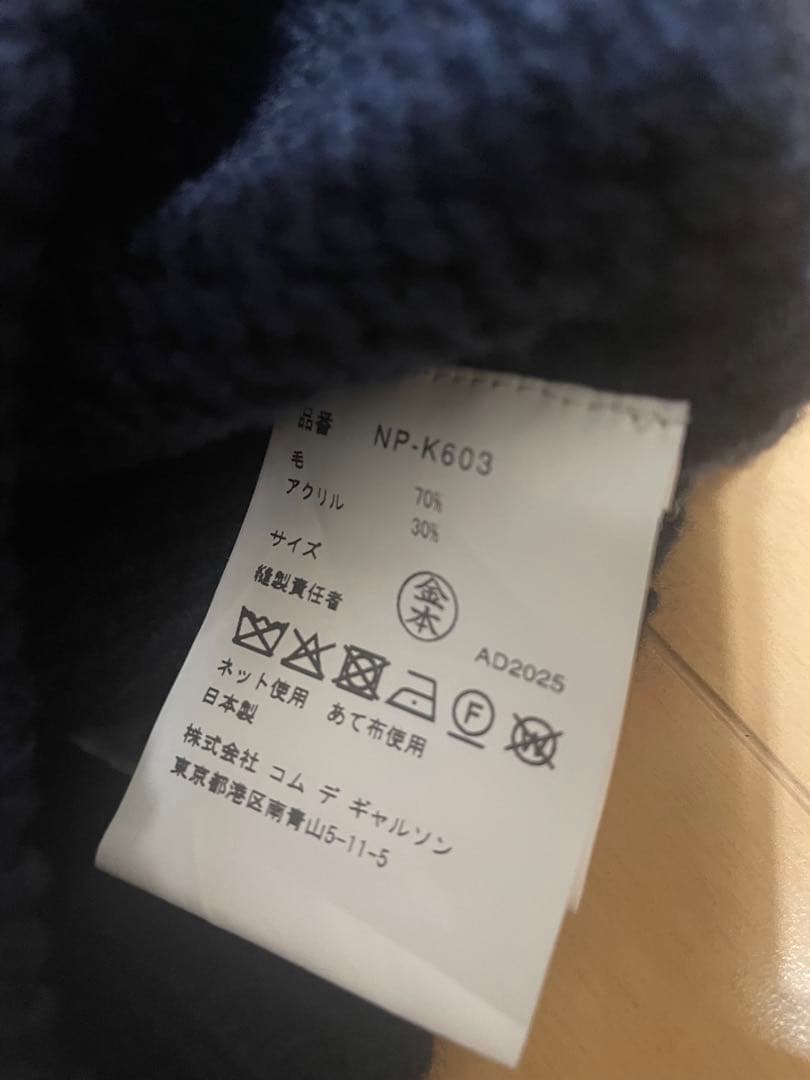 品番 NP-K603
毛 70%
アクリル 30%
サイズ
縫製責任者 金本
AD2025
F W
ネット使用 あて布使用
日本製
株式会社 コム デ ギャルソン
東京都港区南青山5-11-5